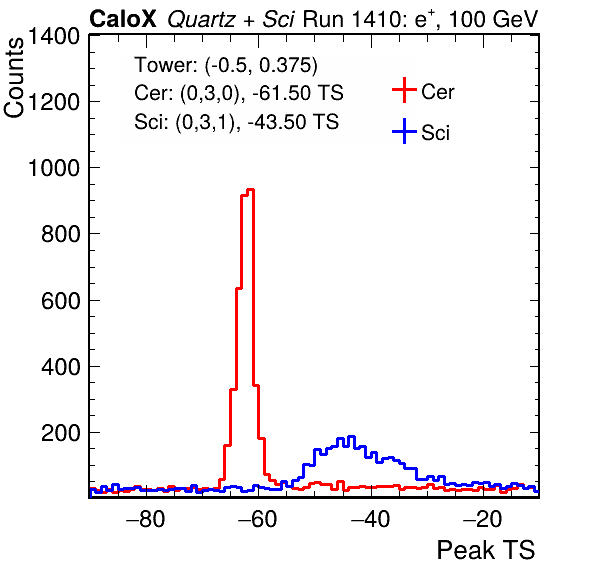 CaloX Quartz + Sci Run 1410: e⁺, 100 GeV
Counts
1400
1200
1000
800
600
400
200
Tower: (-0.5, 0.375)
Cer: (0,3,0), -61.50 TS
Sci: (0,3,1), -43.50 TS
Cer
Sci
−80 −60 −40 −20
Peak TS